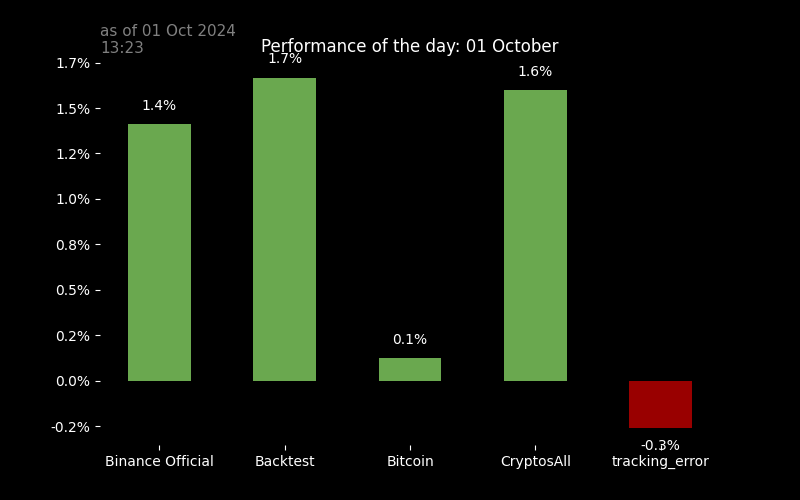 as of 01 Oct 2024
13:23
Performance of the day: 01 October
1.7%
1.5%
1.2%
1.0%
0.8%
0.5%
0.2%
0.0%
-0.2%
1.4%
1.7%
0.1%
1.6%
-0.3%
Binance Official
Backtest
Bitcoin
CryptosAll
tracking_error